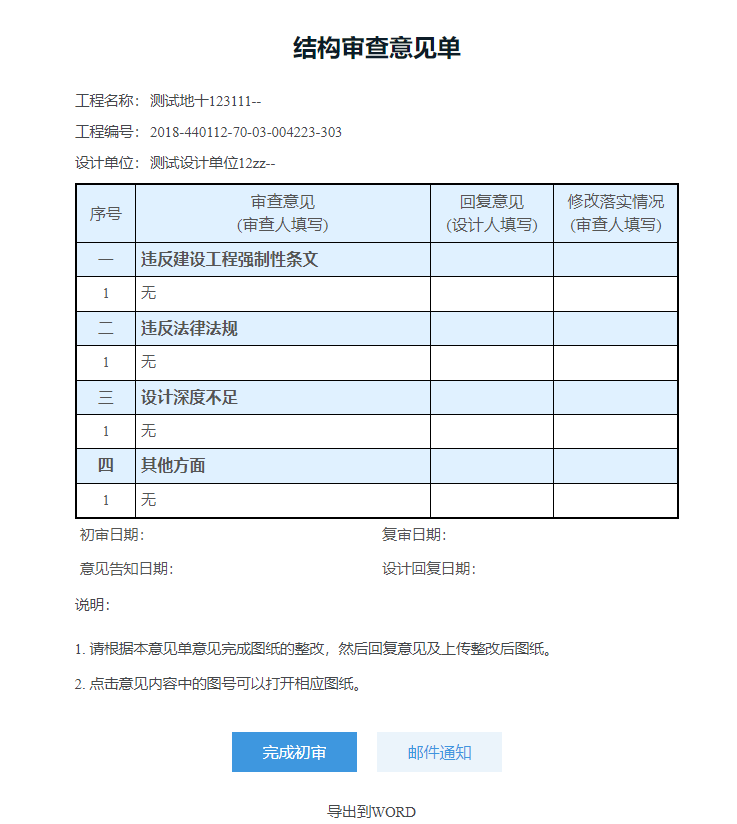 结构审查意见单
工程名称：测试地十123111--
工程编号：2018-440112-70-03-004223-303
设计单位：测试设计单位12zz--
序号 审查意见 (审查人填写) 回复意见 (设计人填写) 修改落实情况 (审查人填写)
一 违反建设工程强制性条文
1 无
二 违反法律法规
1 无
三 设计深度不足
1 无
四 其他方面
1 无
初审日期： 复审日期：
意见告知日期： 设计回复日期：
说明：
1. 请根据本意见单意见完成图纸的整改，然后回复意见及上传整改后图纸。
2. 点击意见内容中的图号可以打开相应图纸。
完成初审 邮件通知
导出到WORD